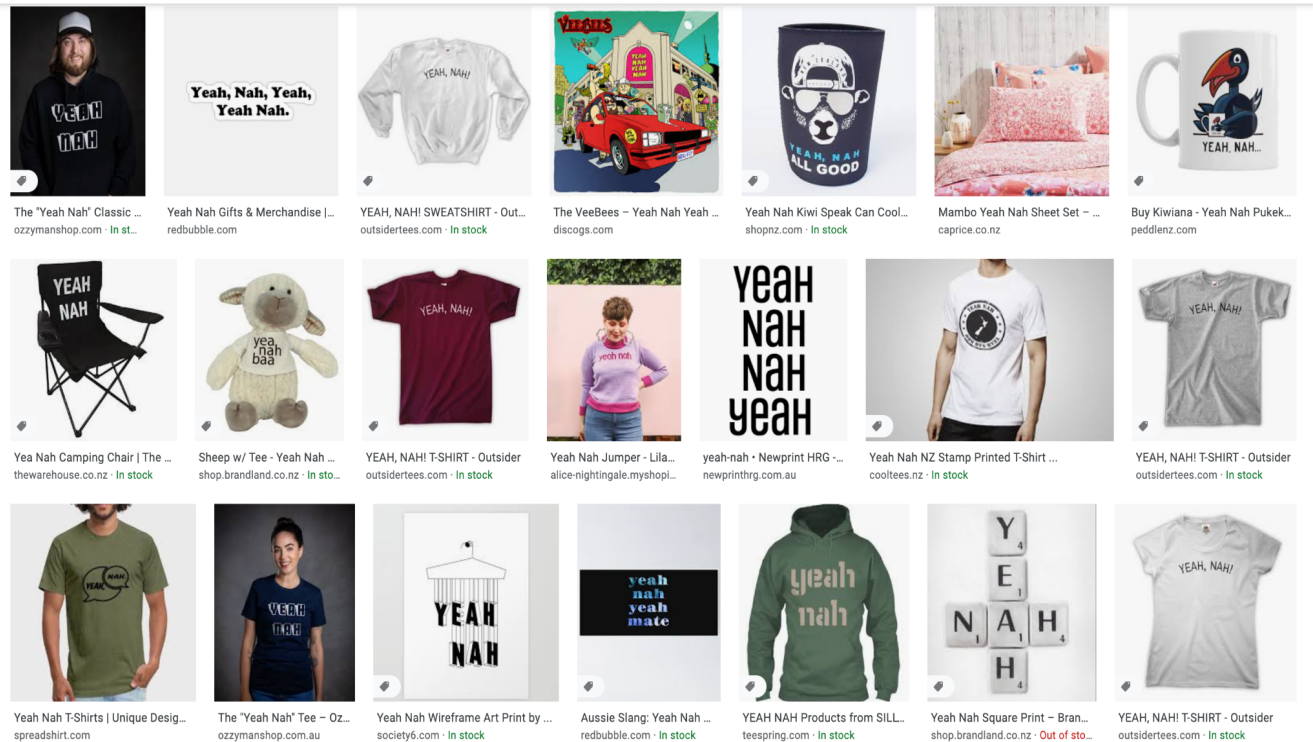 YEAH
NAH
Yeah, Nah, Yeah,
Yeah Nah.
YEAH, NAH!
VEEBEES
YEAH
NAH
YEAH
NAH
YEAH, NAH
ALL GOOD
YEAH, NAH...
The "Yeah Nah" Classic ...
Yeah Nah Gifts & Merchandise |...
YEAH, NAH! SWEATSHIRT - Out...
The VeeBees – Yeah Nah Yeah ...
Yeah Nah Kiwi Speak Can Cool...
Mambo Yeah Nah Sheet Set – ...
Buy Kiwiana - Yeah Nah Pukek...
ozzymanshop.com · In st...
redbubble.com
outsidertees.com · In stock
discogs.com
shopnz.com · In stock
caprice.co.nz
peddlenz.com
YEAH
NAH
yea
nah
baa
YEAH, NAH!
yeah nah
YEAH
NAH
NAH
YEAH
YEAH NAH
YEAH, NAH!
Yea Nah Camping Chair | The ...
Sheep w/ Tee - Yeah Nah ...
YEAH, NAH! T-SHIRT - Outsider
Yeah Nah Jumper - Lila...
yeah-nah • Newprint HRG -...
Yeah Nah NZ Stamp Printed T-Shirt ...
YEAH, NAH! T-SHIRT - Outsider
thewarehouse.co.nz · In stock
shop.brandland.co.nz · In sto...
outsidertees.com · In stock
alice-nightingale.myshopi...
newprinthrg.com.au
cooltees.nz · In stock
outsidertees.com · In stock
YEAH,
NAH.
YEAH
NAH
YEAH
NAH
yeah
nah
yeah
mate
yeah
nah
Y4
E1
N1 A1 H4
H4
YEAH, NAH!
Yeah Nah T-Shirts | Unique Desig...
The "Yeah Nah" Tee – Oz...
Yeah Nah Wireframe Art Print by ...
Aussie Slang: Yeah Nah ...
YEAH NAH Products from SILL...
Yeah Nah Square Print – Bran...
YEAH, NAH! T-SHIRT - Outsider
spreadshirt.com
ozzymanshop.com.au
society6.com · In stock
redbubble.com · In stock
teespring.com · In stock
shop.brandland.co.nz · Out of sto...
outsidertees.com · In stock